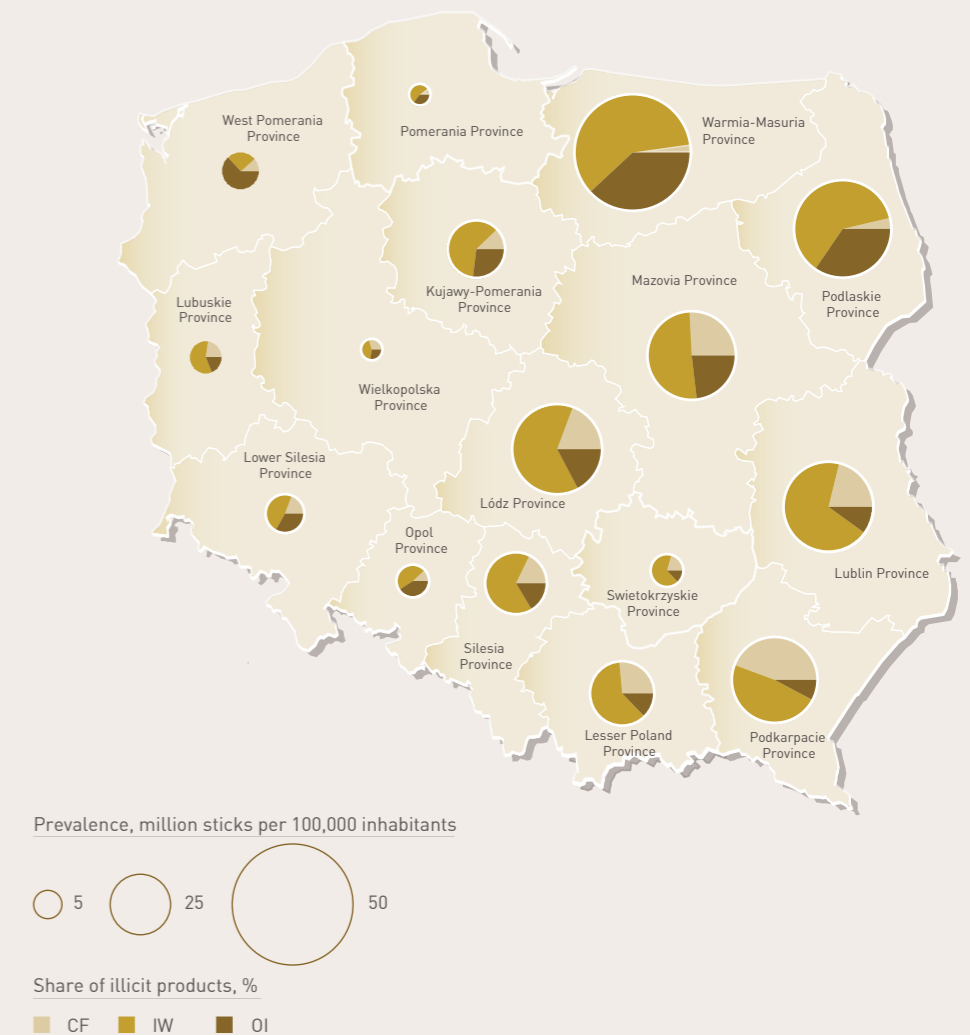 West Pomerania
Province
Pomerania Province
Warmia-Masuria
Province
Kujawy-Pomerania
Province
Mazovia Province
Podlaskie
Province
Lubuskie
Province
Wielkopolska
Province
Lower Silesia
Province
Lódz Province
Opol
Province
Lublin Province
Swietokrzyskie
Province
Silesia
Province
Lesser Poland
Province
Podkarpacie
Province
Prevalence, million sticks per 100,000 inhabitants
5 25 50
Share of illicit products, %
CF IW OI